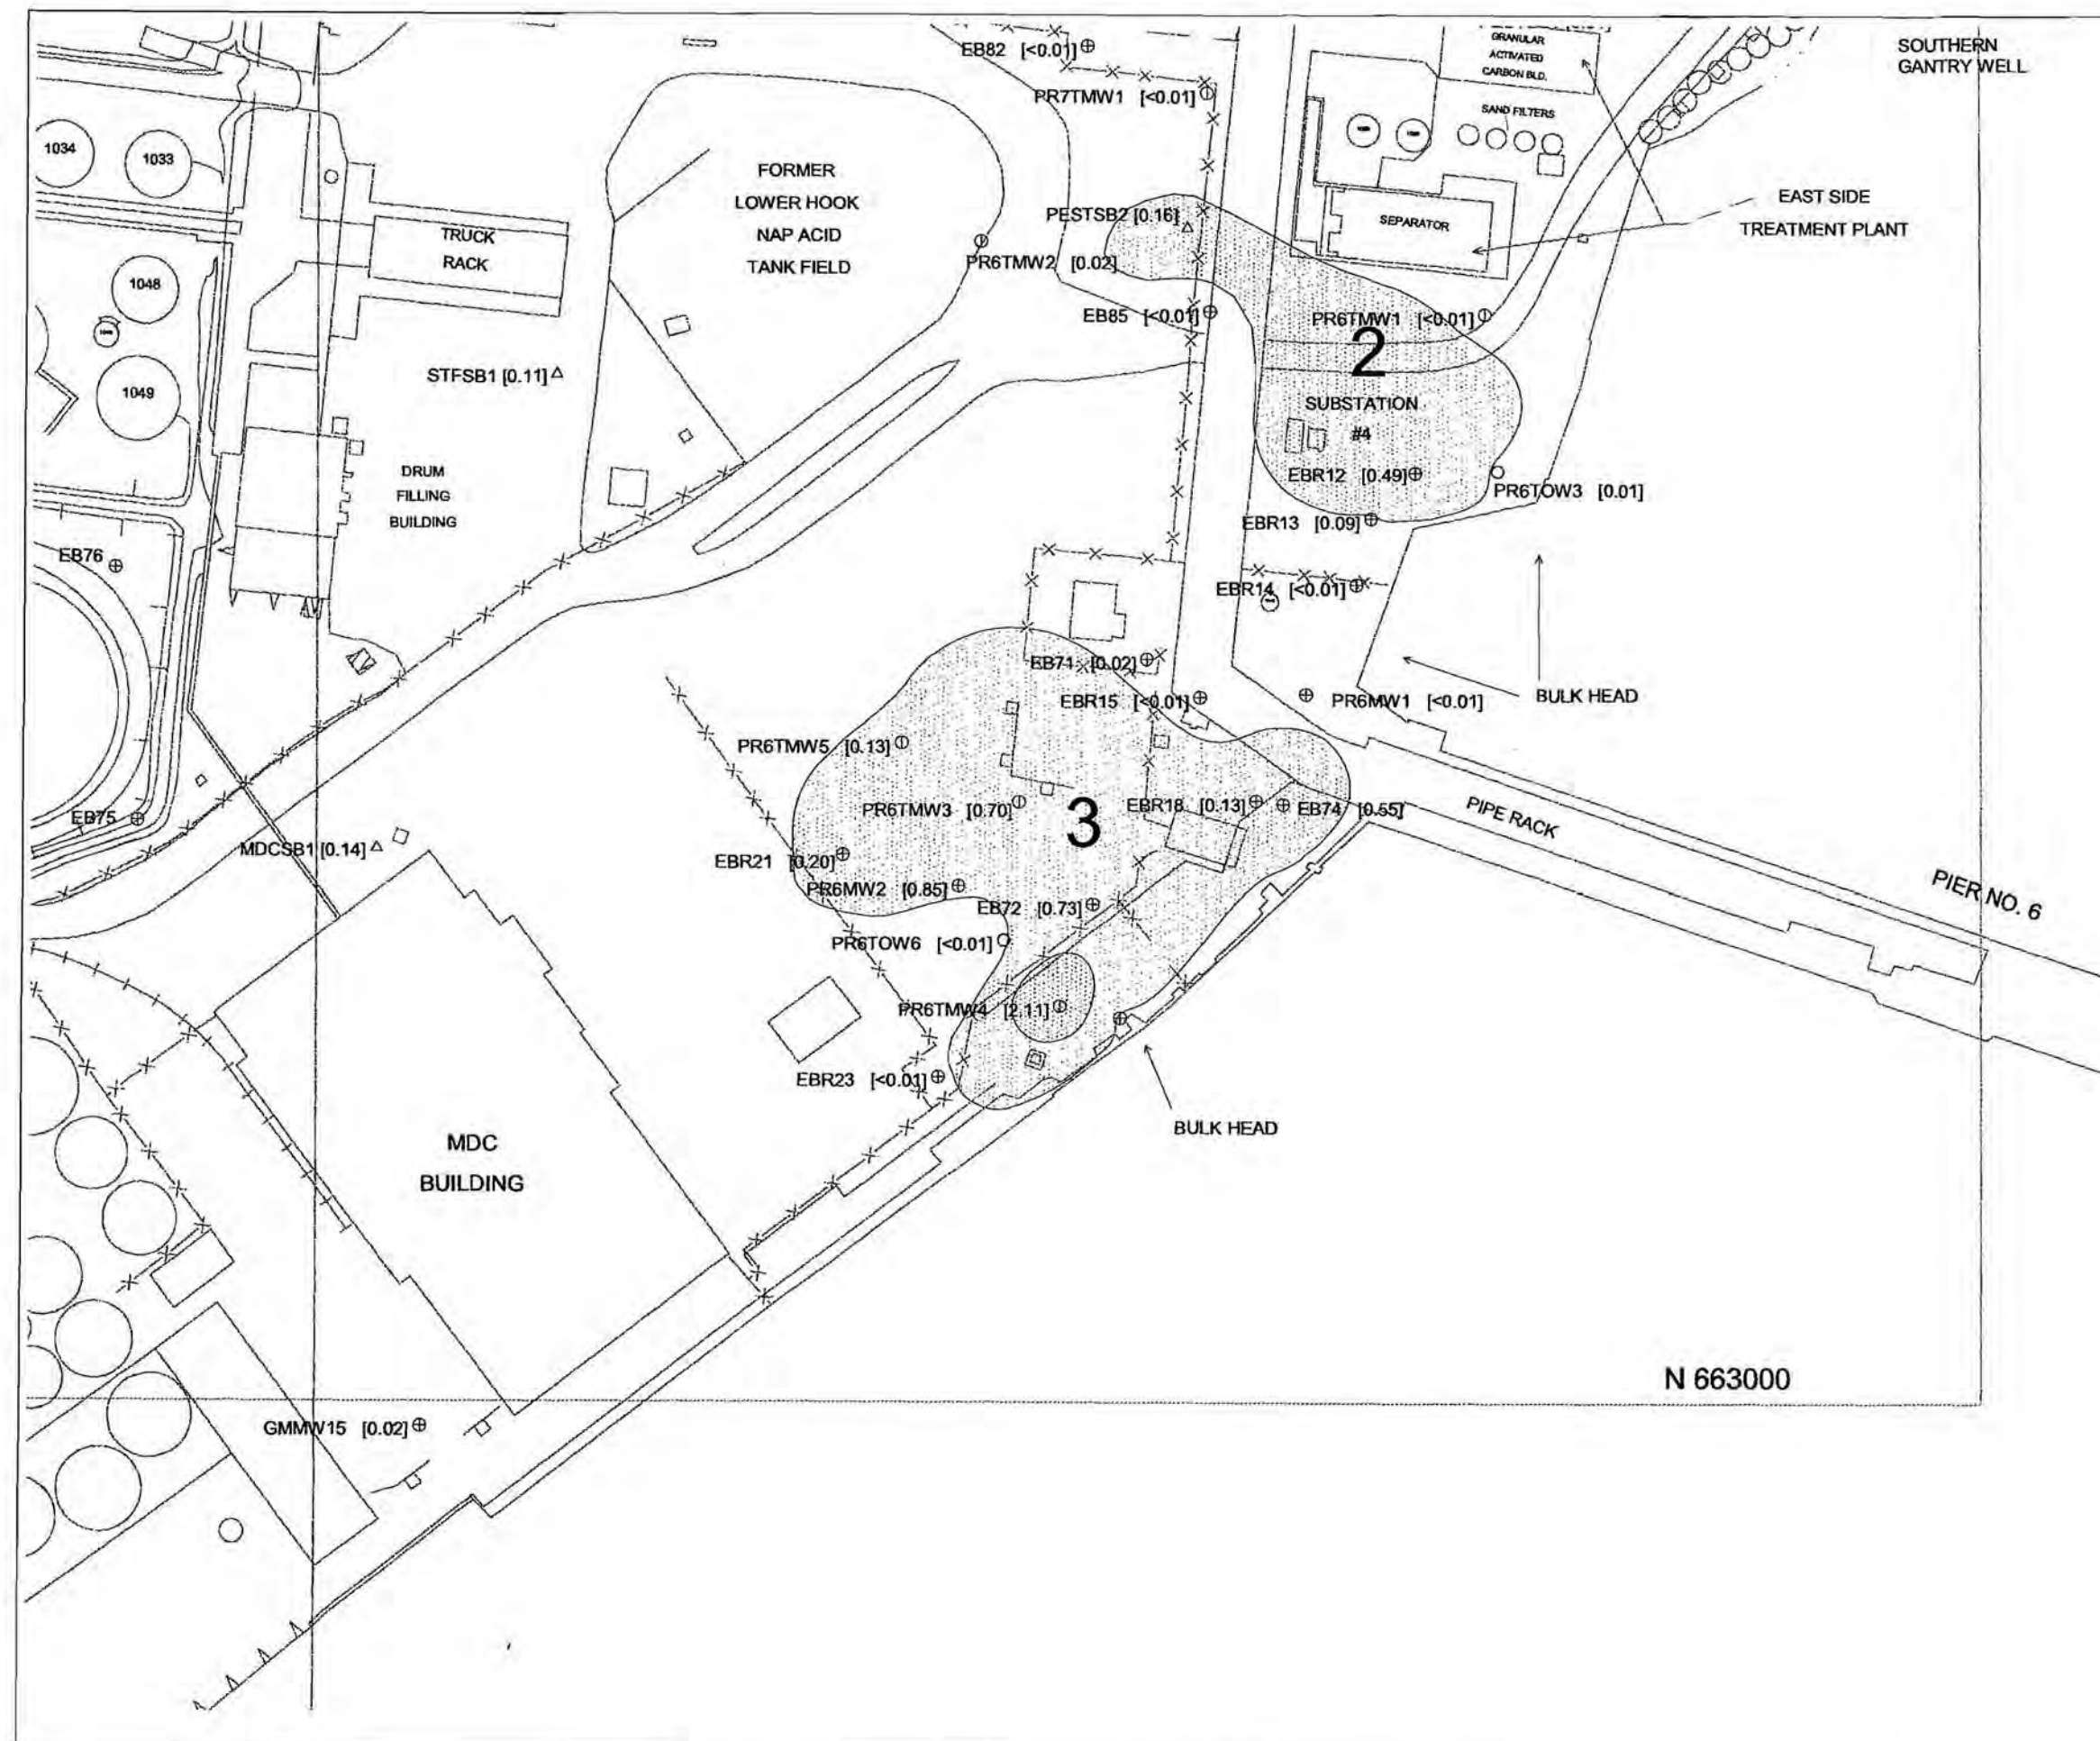 EB82 [<0.01]
GRANULAR
ACTIVATED
CARBON BLD.
SOUTHERN
GANTRY WELL
PR7TMW1 [<0.01]
SAND FILTERS
1034
1033
FORMER
LOWER HOOK
NAP ACID
TANK FIELD
EAST SIDE
TREATMENT PLANT
PESTSB2 [0.16]
SEPARATOR
TRUCK
RACK
PR6TMW2 [0.02]
1048
EB85 [<0.01]
PR6TMW1 [<0.01]
2
STFSB1 [0.11]
1049
SUBSTATION
#4
DRUM
FILLING
BUILDING
EBR12 [0.49]
PR6TOW3 [0.01]
EBR13 [0.09]
EB76
EBR14 [<0.01]
EB71 [0.02]
EBR15 [<0.01]
PR6MW1 [<0.01]
BULK HEAD
PR6TMW5 [0.13]
PR6TMW3 [0.70]
3
EBR18 [0.13]
EB74 [0.55]
PIPE RACK
EB75
MDCSB1 [0.14]
EBR21 [0.20]
PR6MW2 [0.85]
EB72 [0.73]
PIER NO. 6
PR6TOW6 [<0.01]
PR6TMW4 [2.11]
EBR23 [<0.01]
BULK HEAD
MDC
BUILDING
N 663000
GMMW15 [0.02]